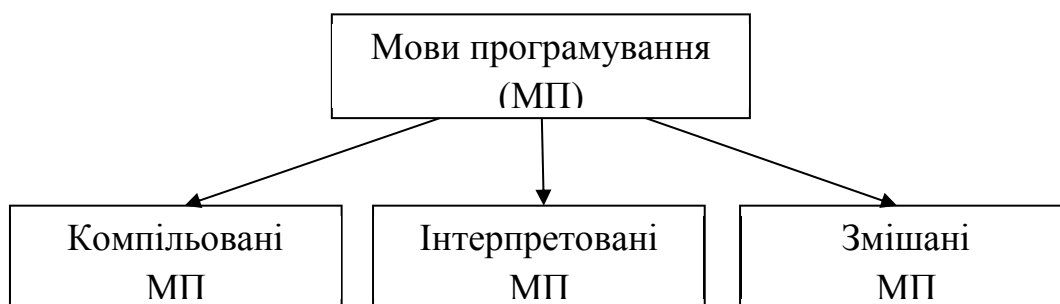 Мови програмування
(МП)
Компільовані
МП
Інтерпретовані
МП
Змішані
МП